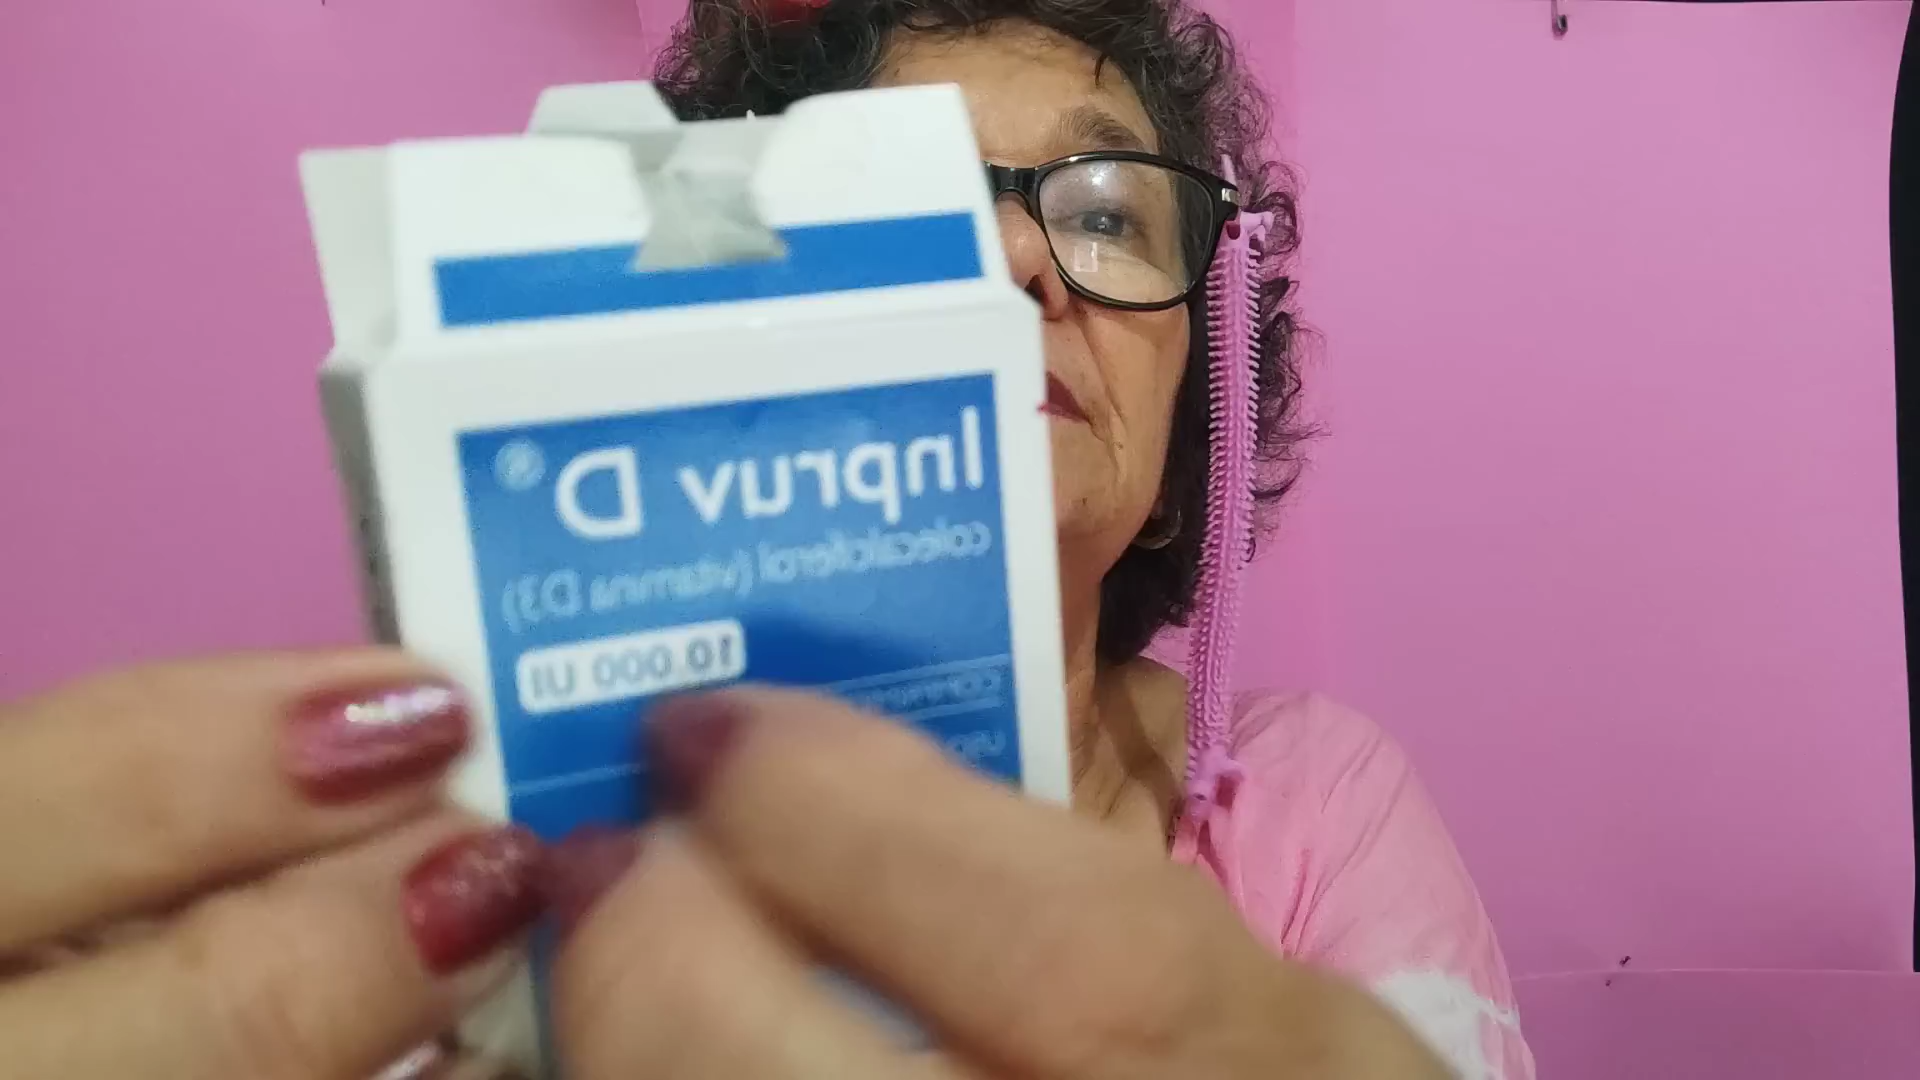 Inpruv D®
colecalciferol (vitamina D3)
10.000 UI